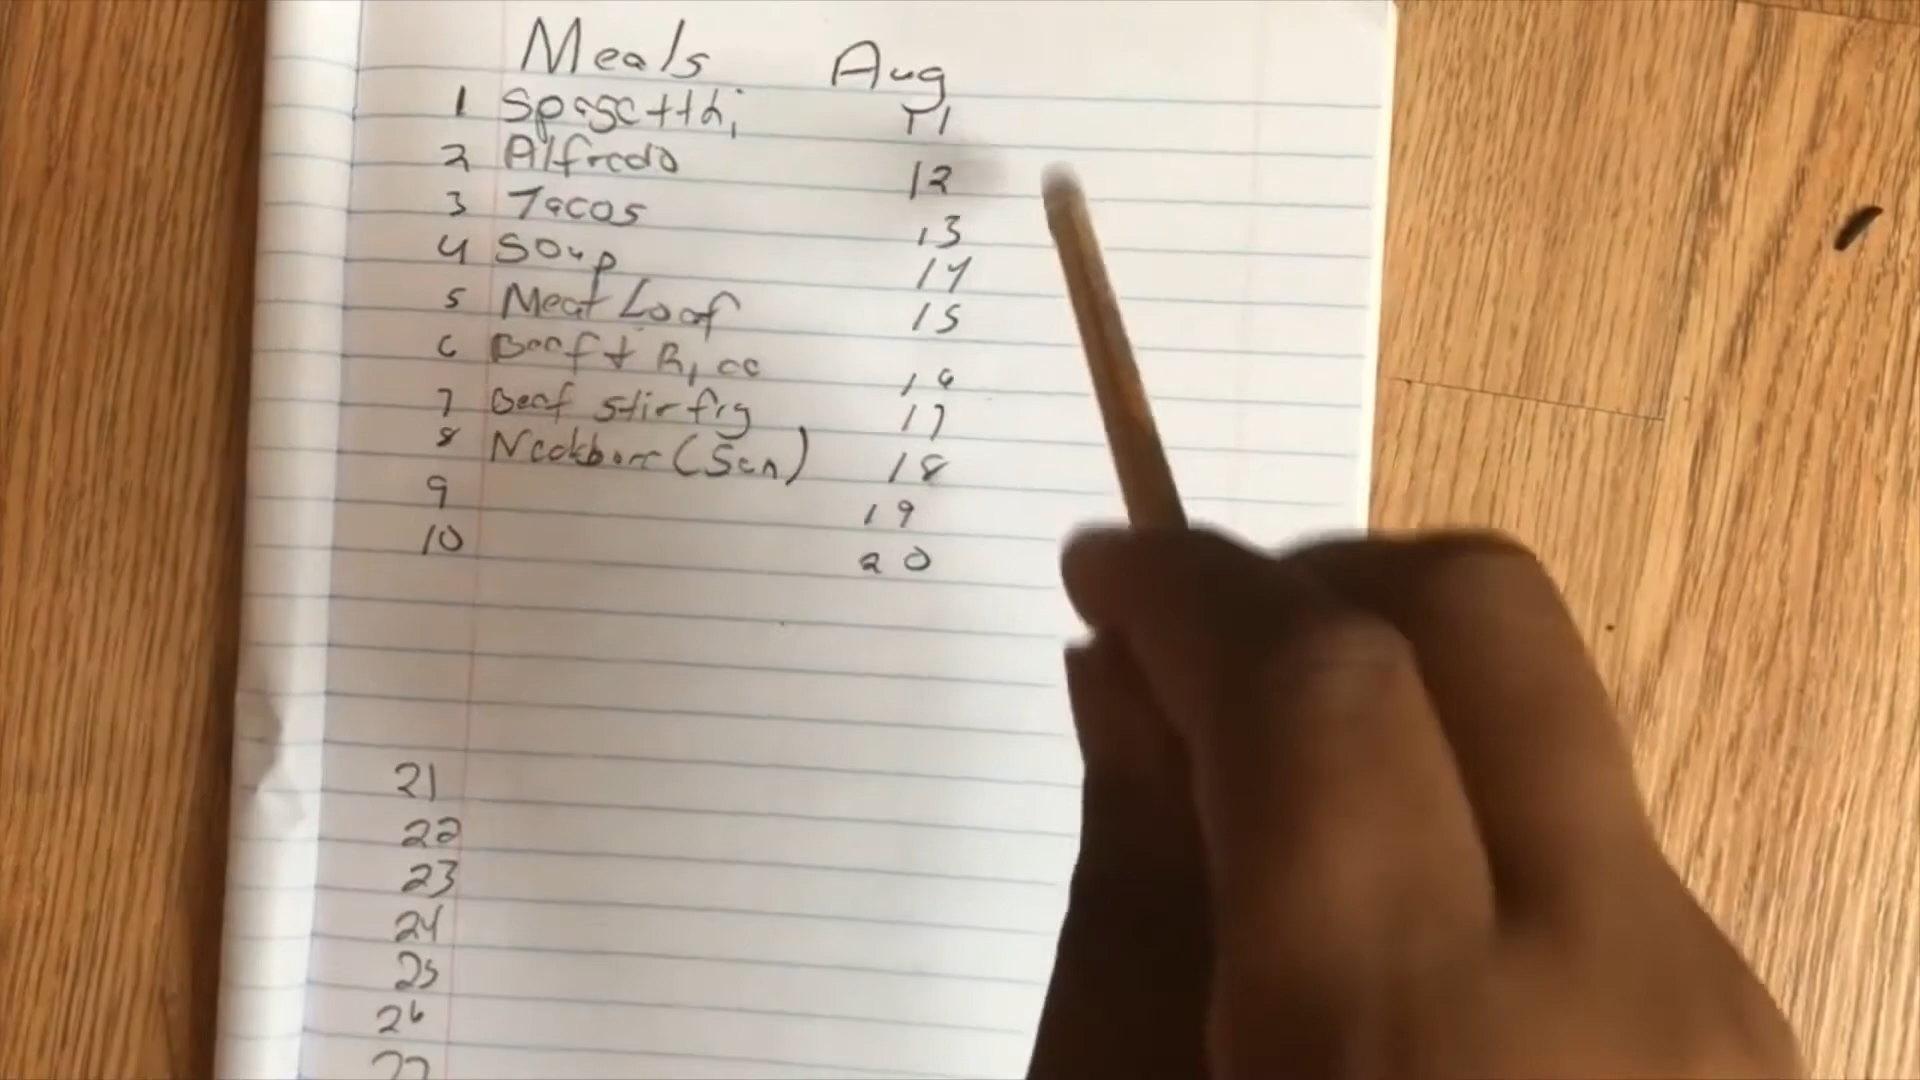 Meals Aug
1 Spagetthi 11
2 Alfredo 12
3 Tacos 13
4 Soup 14
5 Meat Loaf 15
6 Beef + Rice 16
7 Beef stirfry 17
8 Neckbone (Sun) 18
9 19
10 20
21
22
23
24
25
26
27